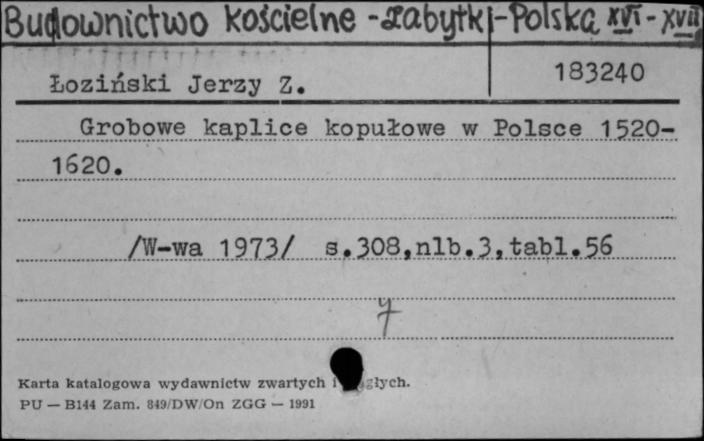 Budownictwo kościelne - zabytki - Polska XVI - XVII
Łoziński Jerzy Z.
183240
Grobowe kaplice kopułowe w Polsce 1520-
1620.
/W-wa 1973/ s.308,nlb.3,tabl.56
Karta katalogowa wydawnictw zwartych i
PU — B144 Zam. 849/DW/On ZGG — 1991